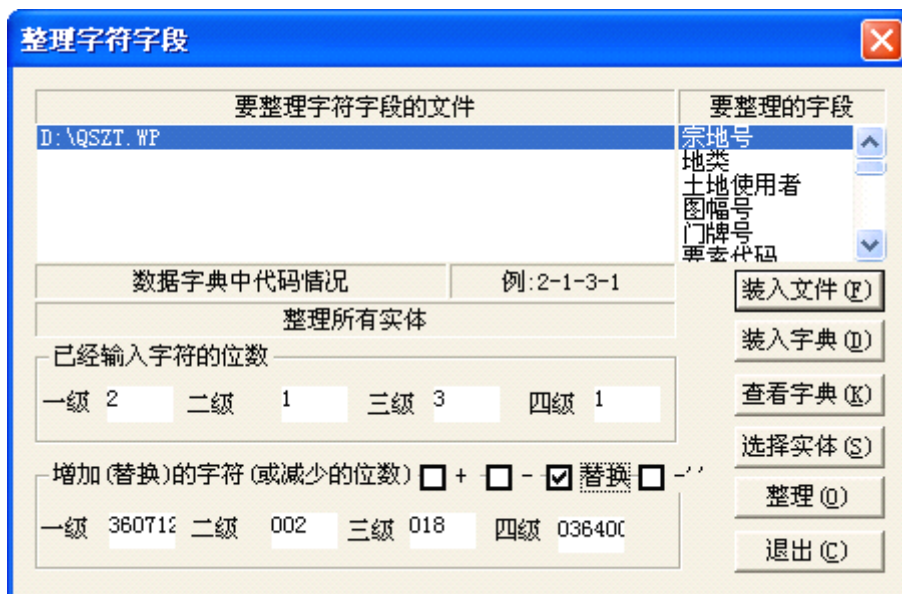 整理字符字段
要整理字符字段的文件 要整理的字段
D:\QSZT.WP 宗地号
地类
土地使用者
图幅号
门牌号
要素代码
数据字典中代码情况 例:2-1-3-1 装入文件(F)
整理所有实体
装入字典(D)
已经输入字符的位数
一级 2 二级 1 三级 3 四级 1 查看字典(K)
选择实体(S)
增加(替换)的字符(或减少的位数) + - 替换 -''
整理(O)
一级 360712 二级 002 三级 018 四级 036400
退出(C)